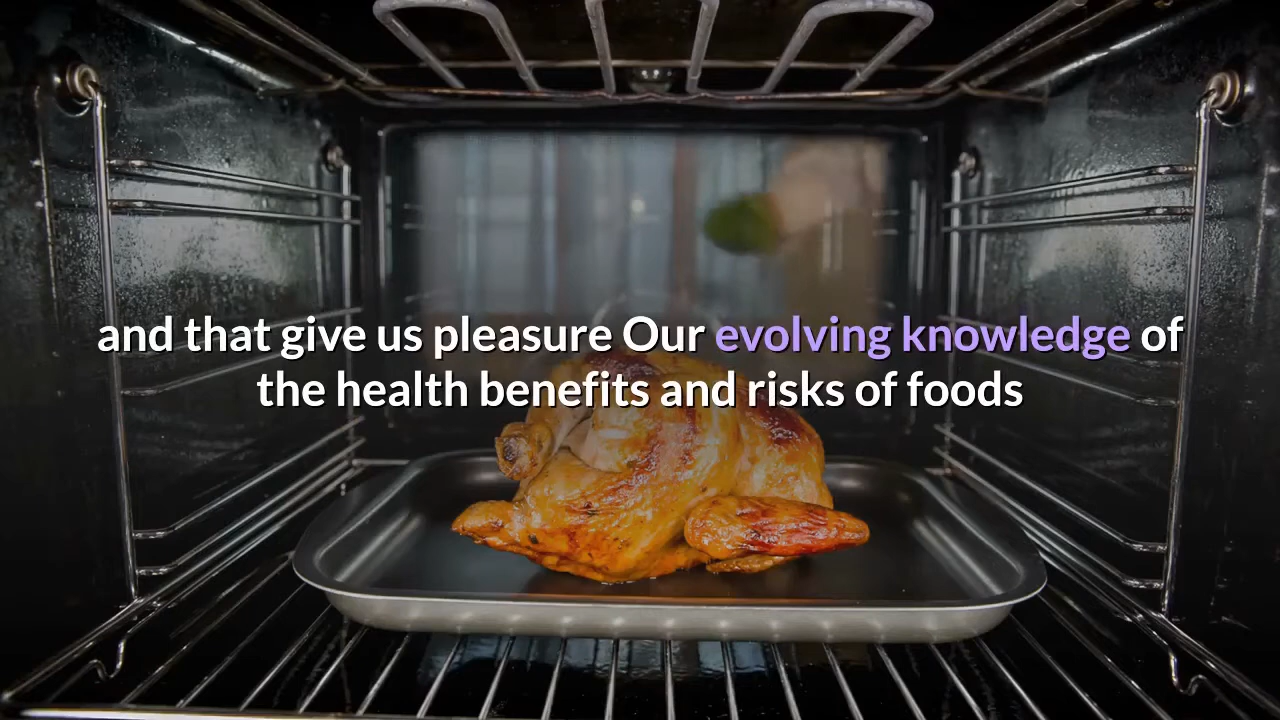 and that give us pleasure Our evolving knowledge of
the health benefits and risks of foods